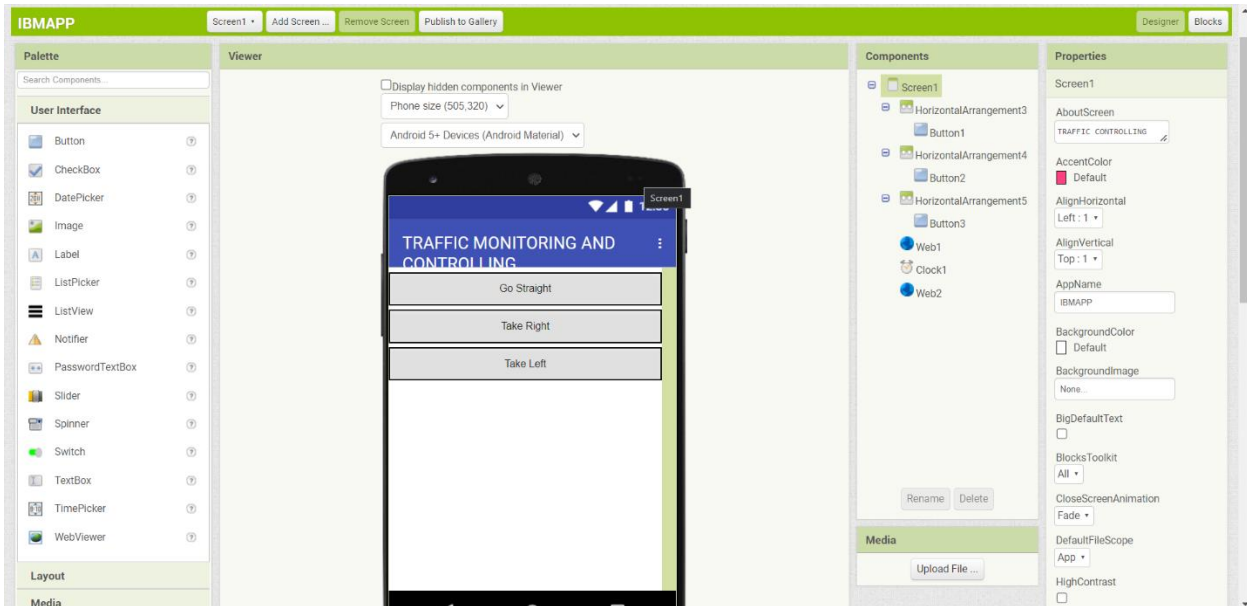 IBMAPP
Screen1
Add Screen ...
Remove Screen
Publish to Gallery
Designer
Blocks
Palette
Search Components...
User Interface
Button
CheckBox
DatePicker
Image
Label
ListPicker
ListView
Notifier
PasswordTextBox
Slider
Spinner
Switch
TextBox
TimePicker
WebViewer
Layout
Media
Viewer
Display hidden components in Viewer
Phone size (505,320)
Android 5+ Devices (Android Material)
Screen1
TRAFFIC MONITORING AND
CONTROLLING
Go Straight
Take Right
Take Left
Components
Screen1
HorizontalArrangement3
Button1
HorizontalArrangement4
Button2
HorizontalArrangement5
Button3
Web1
Clock1
Web2
Rename
Delete
Media
Upload File ...
Properties
Screen1
AboutScreen
TRAFFIC CONTROLLING
AccentColor
Default
AlignHorizontal
Left : 1
AlignVertical
Top : 1
AppName
IBMAPP
BackgroundColor
Default
BackgroundImage
None...
BigDefaultText
BlocksToolkit
All
CloseScreenAnimation
Fade
DefaultFileScope
App
HighContrast